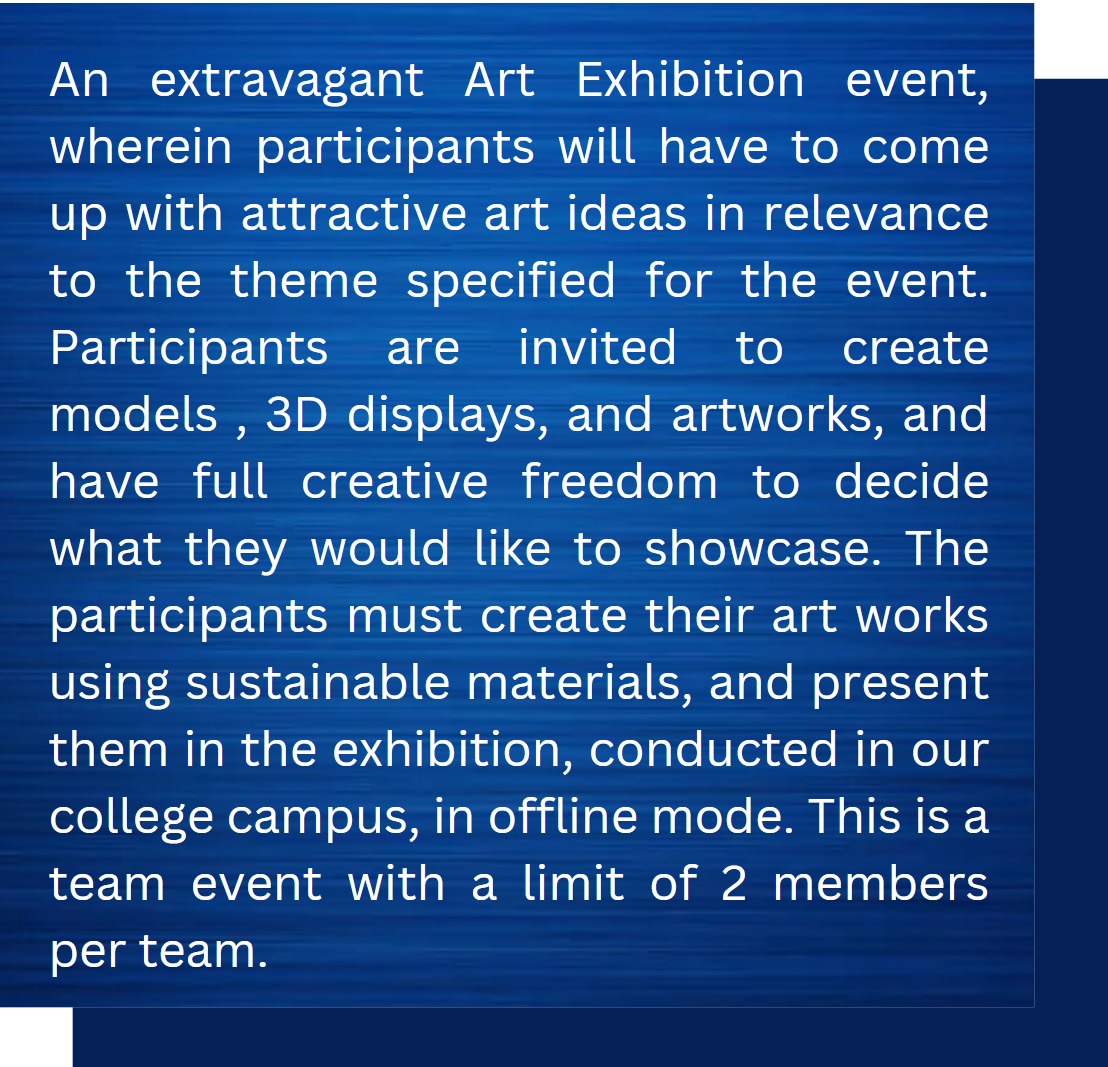 An extravagant Art Exhibition event,
wherein participants will have to come
up with attractive art ideas in relevance
to the theme specified for the event.
Participants are invited to create
models , 3D displays, and artworks, and
have full creative freedom to decide
what they would like to showcase. The
participants must create their art works
using sustainable materials, and present
them in the exhibition, conducted in our
college campus, in offline mode. This is a
team event with a limit of 2 members
per team.